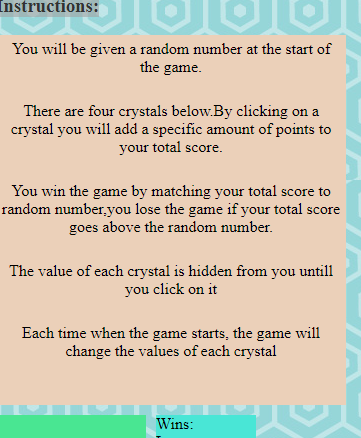 Instructions:
You will be given a random number at the start of
the game.
There are four crystals below.By clicking on a
crystal you will add a specific amount of points to
your total score.
You win the game by matching your total score to
random number,you lose the game if your total score
goes above the random number.
The value of each crystal is hidden from you untill
you click on it
Each time when the game starts, the game will
change the values of each crystal
Wins: